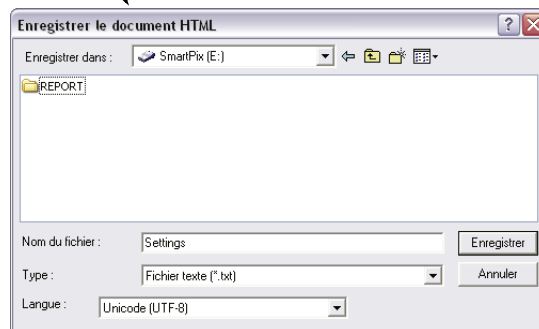 Enregistrer le document HTML
Enregistrer dans : SmartPix (E:)
REPORT
Nom du fichier : Settings Enregistrer
Type : Fichier texte (*.txt) Annuler
Langue : Unicode (UTF-8)